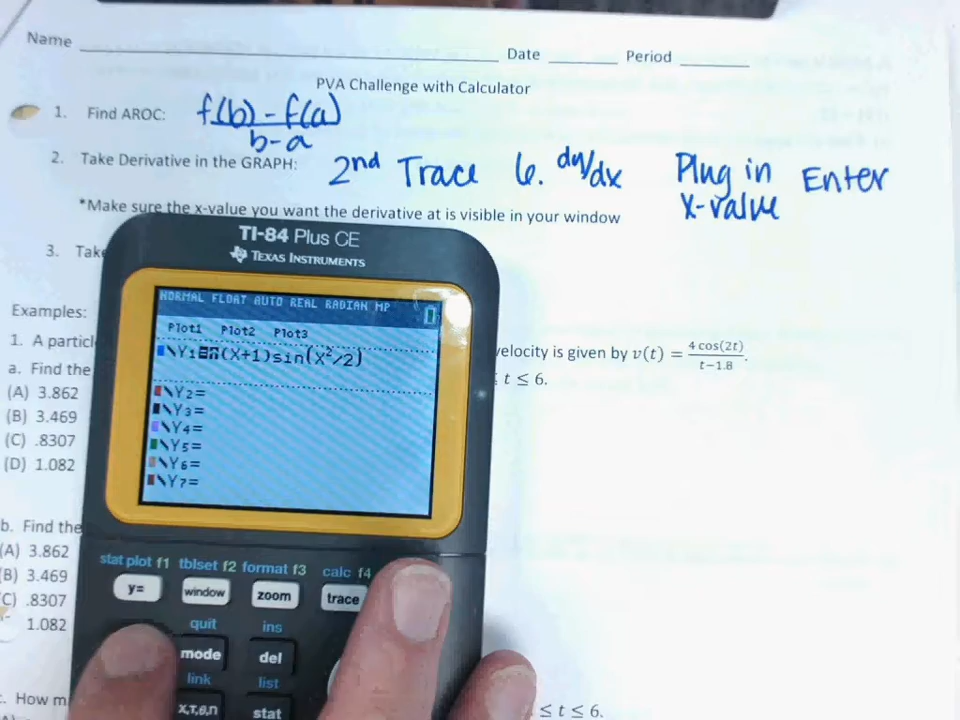 Name ____ Date ____ Period ____
PVA Challenge with Calculator
1. Find AROC: f(b) - f(a) / b-a
2. Take Derivative in the GRAPH: 2nd Trace 6. dy/dx Plug in x-value Enter
*Make sure the x-value you want the derivative at is visible in your window
3. Take
Examples:
1. A particl velocity is given by v(t) = 4 cos(2t) / t-1.8.
a. Find the t ≤ 6.
(A) 3.862
(B) 3.469
(C) .8307
(D) 1.082
b. Find the
(A) 3.862
(B) 3.469
(C) .8307
1.082
c. How m ≤ t ≤ 6.
TI-84 Plus CE
TEXAS INSTRUMENTS
NORMAL FLOAT AUTO REAL RADIAN MP
Plot1 Plot2 Plot3
\Y1= (X+1)sin(X²/2)
\Y2=
\Y3=
\Y4=
\Y5=
\Y6=
\Y7=
stat plot f1 tblset f2 format f3 calc f4
y= window zoom trace
quit ins
mode del
link list
X,T,θ,n stat